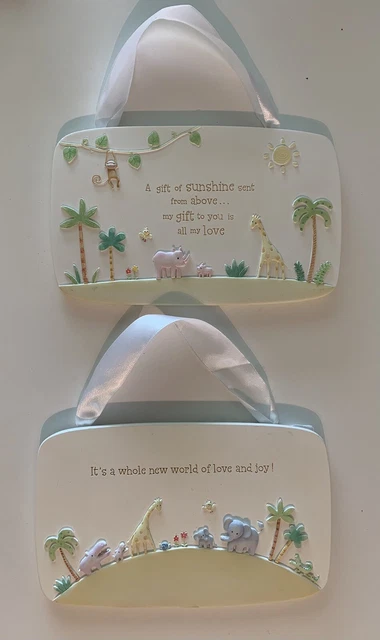 A gift of sunshine sent
from above...
my gift to you is
all my love
It's a whole new world of love and joy!